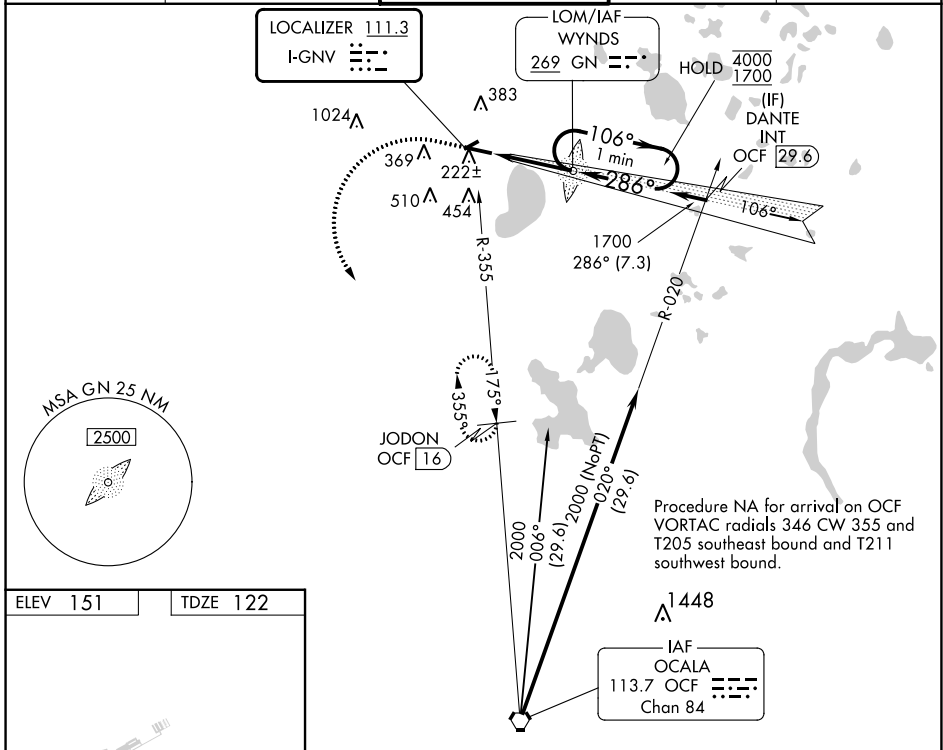 LOCALIZER 111.3
I-GNV
LOM/IAF
WYNDS
269 GN
HOLD 4000
1700
(IF)
DANTE
INT
OCF 29.6
1024
383
369
222±
510
454
106°
1 min
286°
106°
1700
286° (7.3)
R-355
R-020
MSA GN 25 NM
2500
175°
355°
JODON
OCF 16
2000
006°
(29.6)
2000 (NoPT)
020°
(29.6)
Procedure NA for arrival on OCF
VORTAC radials 346 CW 355 and
T205 southeast bound and T211
southwest bound.
1448
IAF
OCALA
113.7 OCF
Chan 84
ELEV 151
TDZE 122